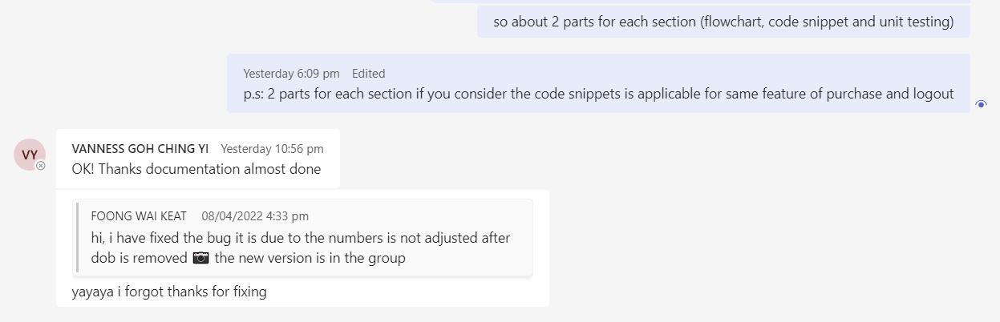 so about 2 parts for each section (flowchart, code snippet and unit testing)
Yesterday 6:09 pm Edited
p.s: 2 parts for each section if you consider the code snippets is applicable for same feature of purchase and logout
VY
VANNESS GOH CHING YI Yesterday 10:56 pm
OK! Thanks documentation almost done
FOONG WAI KEAT 08/04/2022 4:33 pm
hi, i have fixed the bug it is due to the numbers is not adjusted after
dob is removed 📷 the new version is in the group
yayaya i forgot thanks for fixing